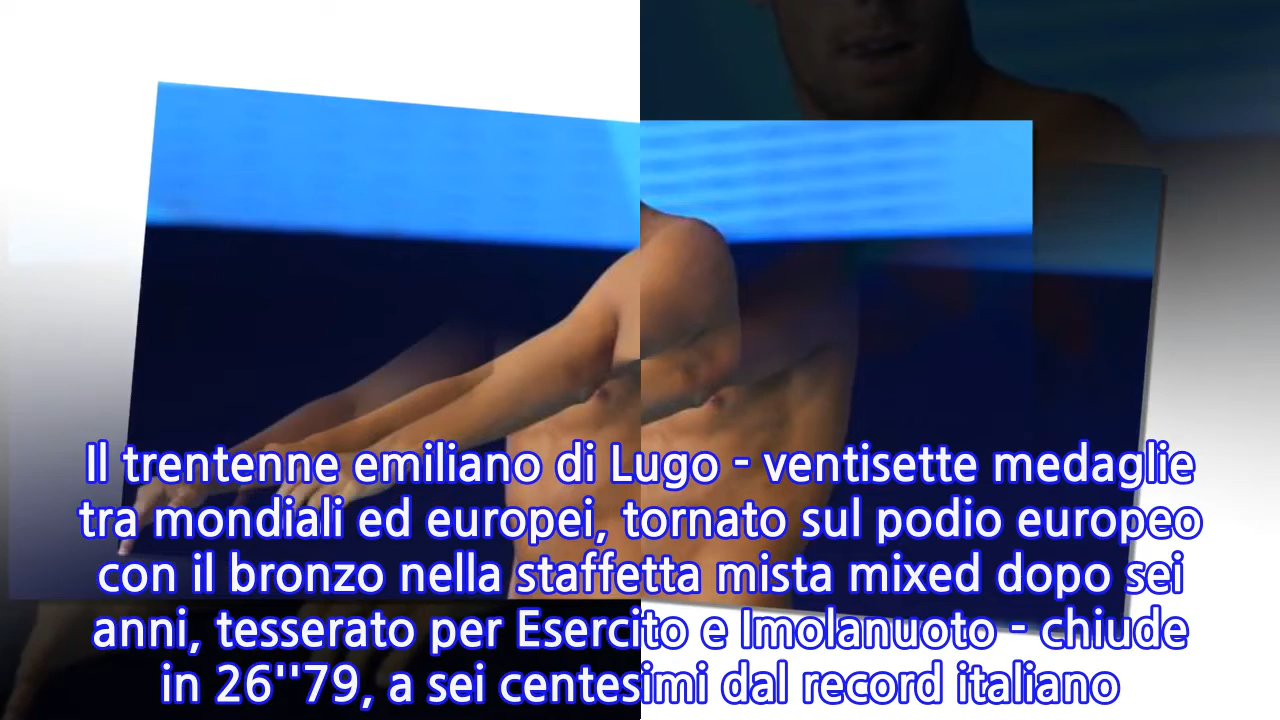 Il trentenne emiliano di Lugo - ventisette medaglie
tra mondiali ed europei, tornato sul podio europeo
con il bronzo nella staffetta mista mixed dopo sei
anni, tesserato per Esercito e Imolanuoto - chiude
in 26''79, a sei centesimi dal record italiano